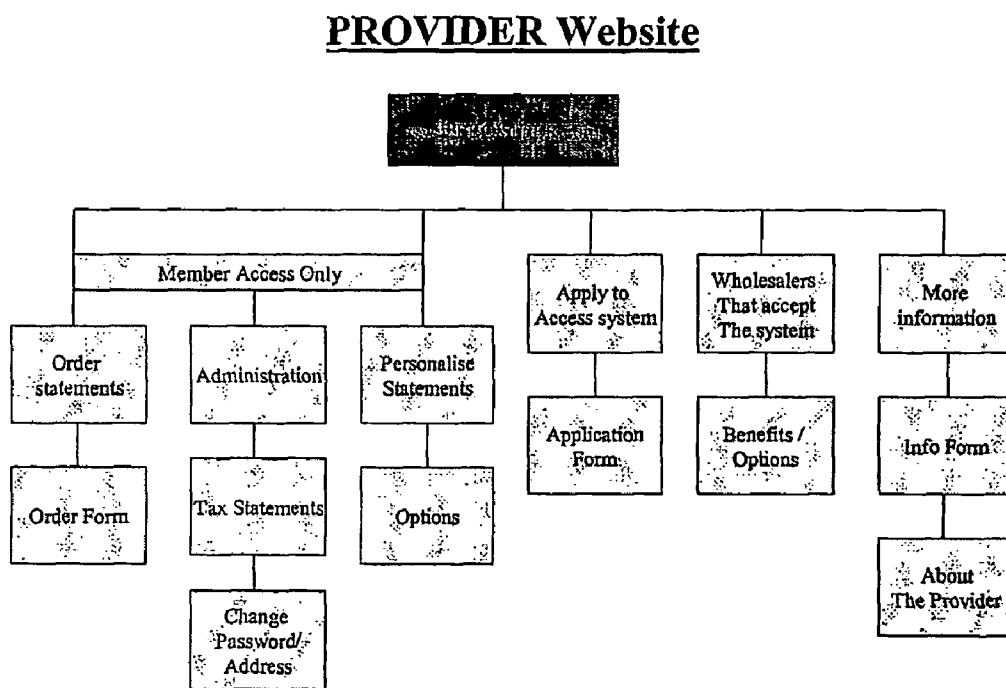 PROVIDER Website
Member Access Only
Apply to
Access system
Wholesalers
That accept
The system
More
information
Order
statements
Administration
Personalise
Statements
Application
Form
Benefits /
Options
Info Form
Order Form
Tax Statements
Options
About
The Provider
Change
Password/
Address